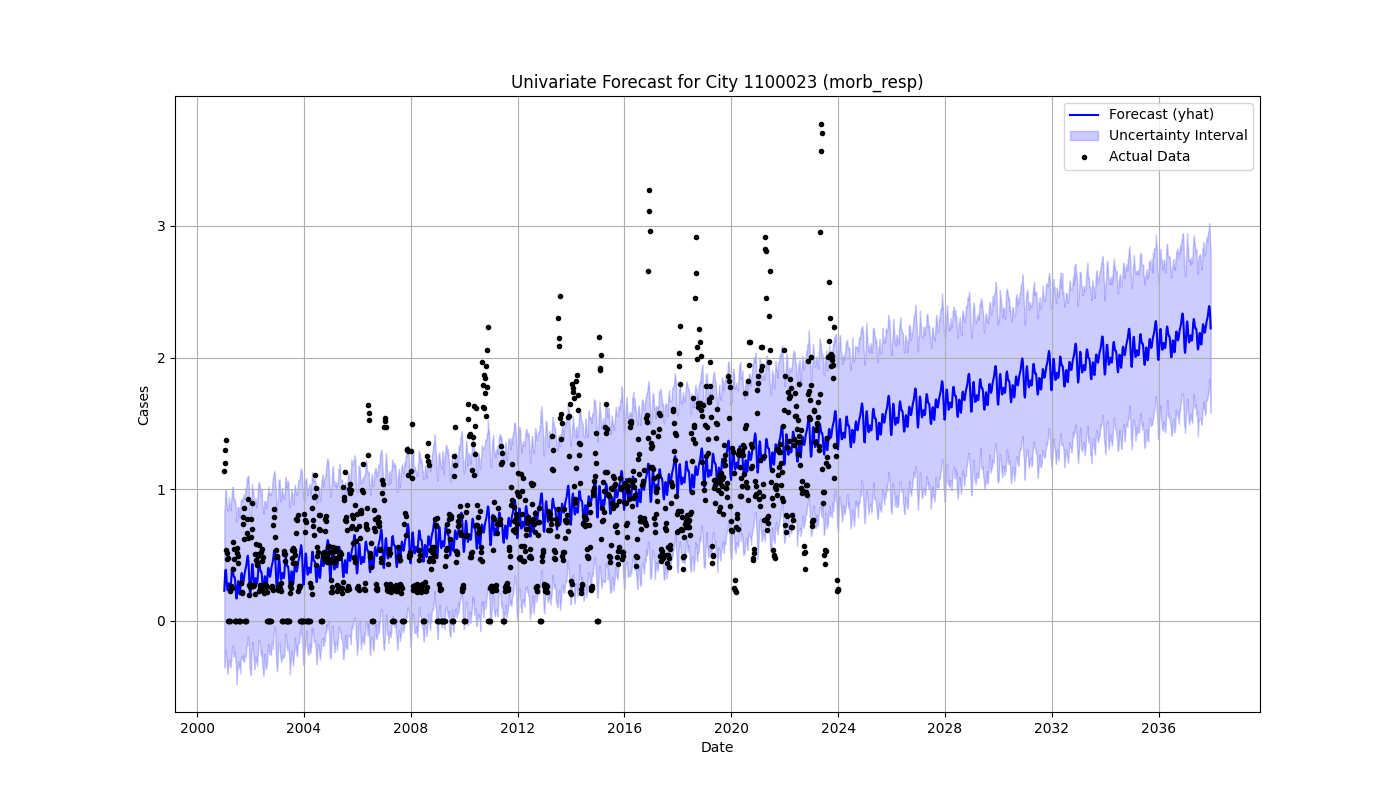 Univariate Forecast for City 1100023 (morb_resp)
Forecast (yhat)
Uncertainty Interval
Actual Data
Cases
3
2
1
0
2000 2004 2008 2012 2016 2020 2024 2028 2032 2036
Date